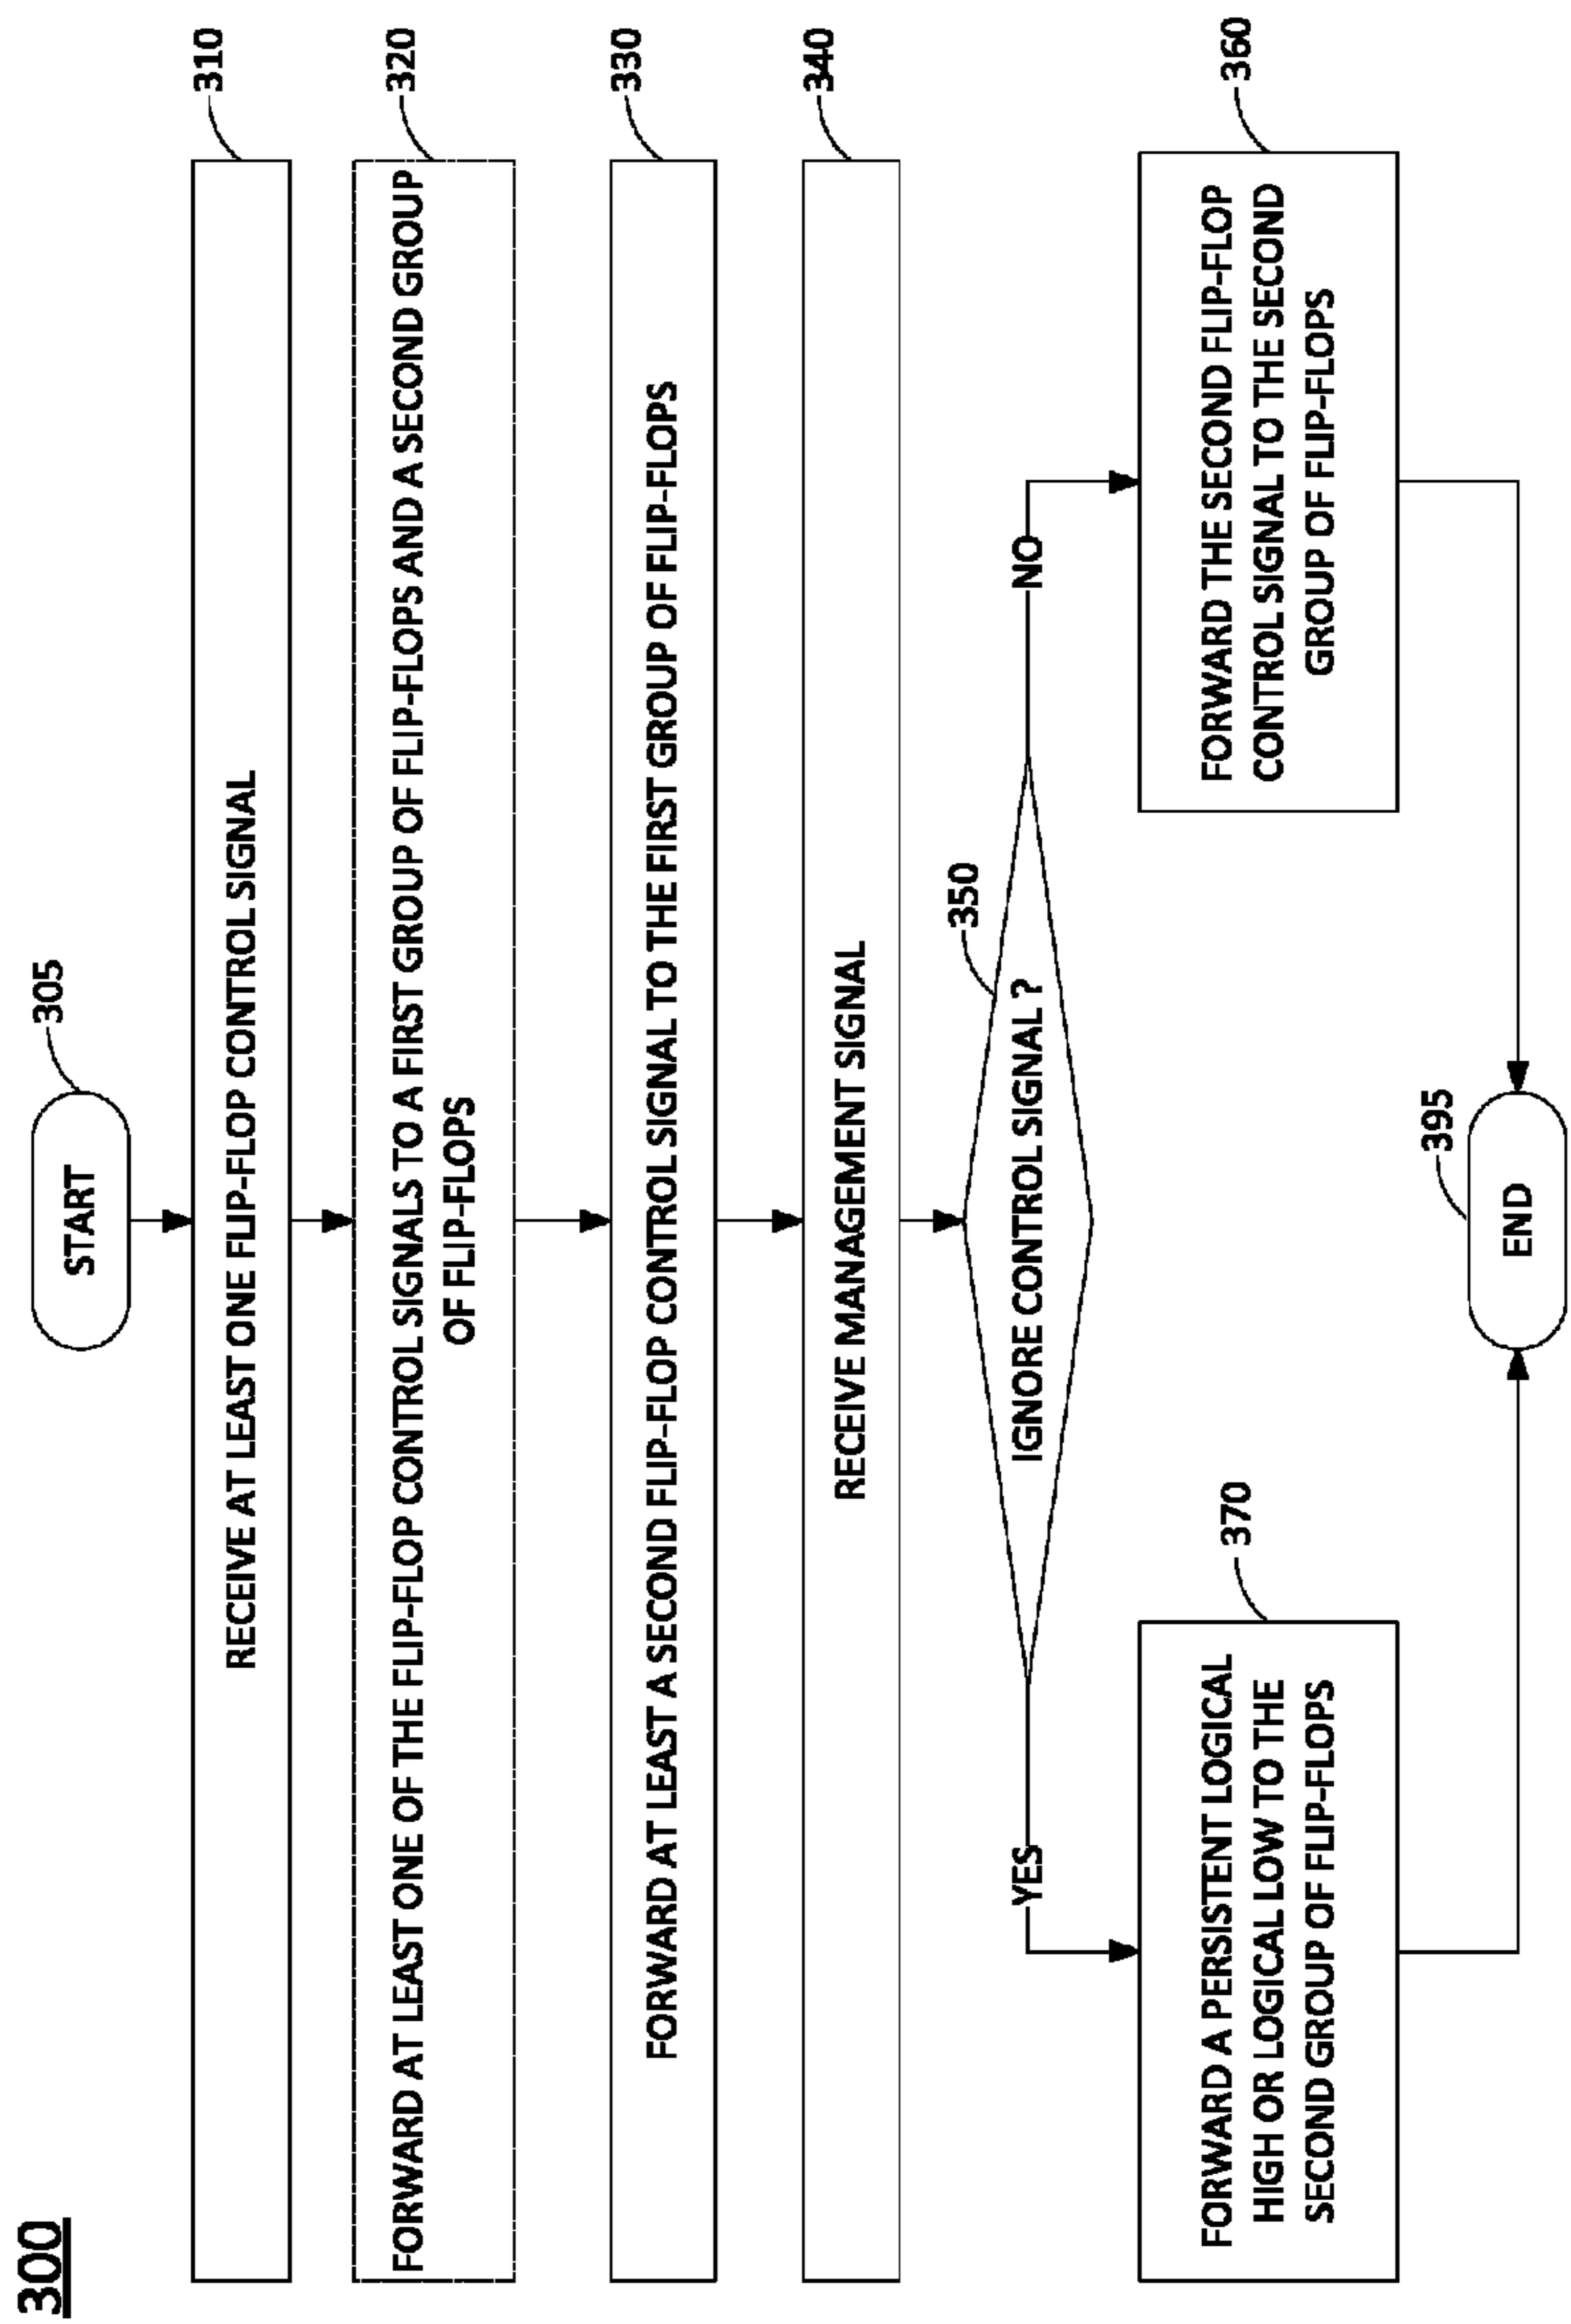 300
START
305
RECEIVE AT LEAST ONE FLIP-FLOP CONTROL SIGNAL
310
FORWARD AT LEAST ONE OF THE FLIP-FLOP CONTROL SIGNALS TO A FIRST GROUP OF FLIP-FLOPS AND A SECOND GROUP
OF FLIP-FLOPS
320
FORWARD AT LEAST A SECOND FLIP-FLOP CONTROL SIGNAL TO THE FIRST GROUP OF FLIP-FLOPS
330
RECEIVE MANAGEMENT SIGNAL
340
IGNORE CONTROL SIGNAL ?
350
YES
NO
FORWARD A PERSISTENT LOGICAL
HIGH OR LOGICAL LOW TO THE
SECOND GROUP OF FLIP-FLOPS
370
FORWARD THE SECOND FLIP-FLOP
CONTROL SIGNAL TO THE SECOND
GROUP OF FLIP-FLOPS
360
END
395